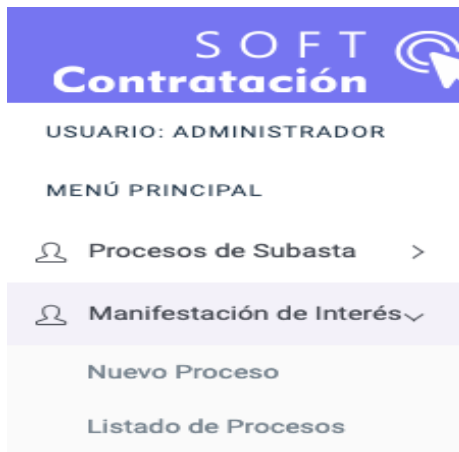 SOFT
Contratación
USUARIO: ADMINISTRADOR
MENÚ PRINCIPAL
Procesos de Subasta
Manifestación de Interés
Nuevo Proceso
Listado de Procesos